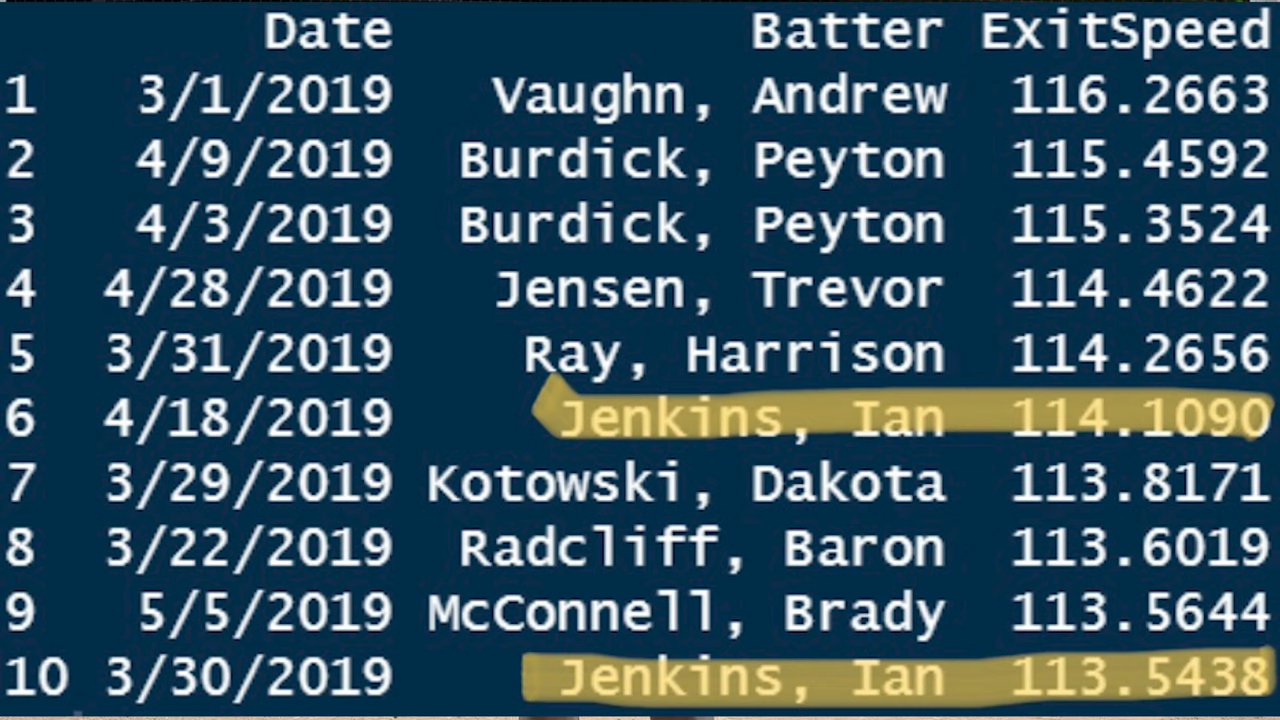 Date Batter ExitSpeed
1 3/1/2019 Vaughn, Andrew 116.2663
2 4/9/2019 Burdick, Peyton 115.4592
3 4/3/2019 Burdick, Peyton 115.3524
4 4/28/2019 Jensen, Trevor 114.4622
5 3/31/2019 Ray, Harrison 114.2656
6 4/18/2019 Jenkins, Ian 114.1090
7 3/29/2019 Kotowski, Dakota 113.8171
8 3/22/2019 Radcliff, Baron 113.6019
9 5/5/2019 McConnell, Brady 113.5644
10 3/30/2019 Jenkins, Ian 113.5438